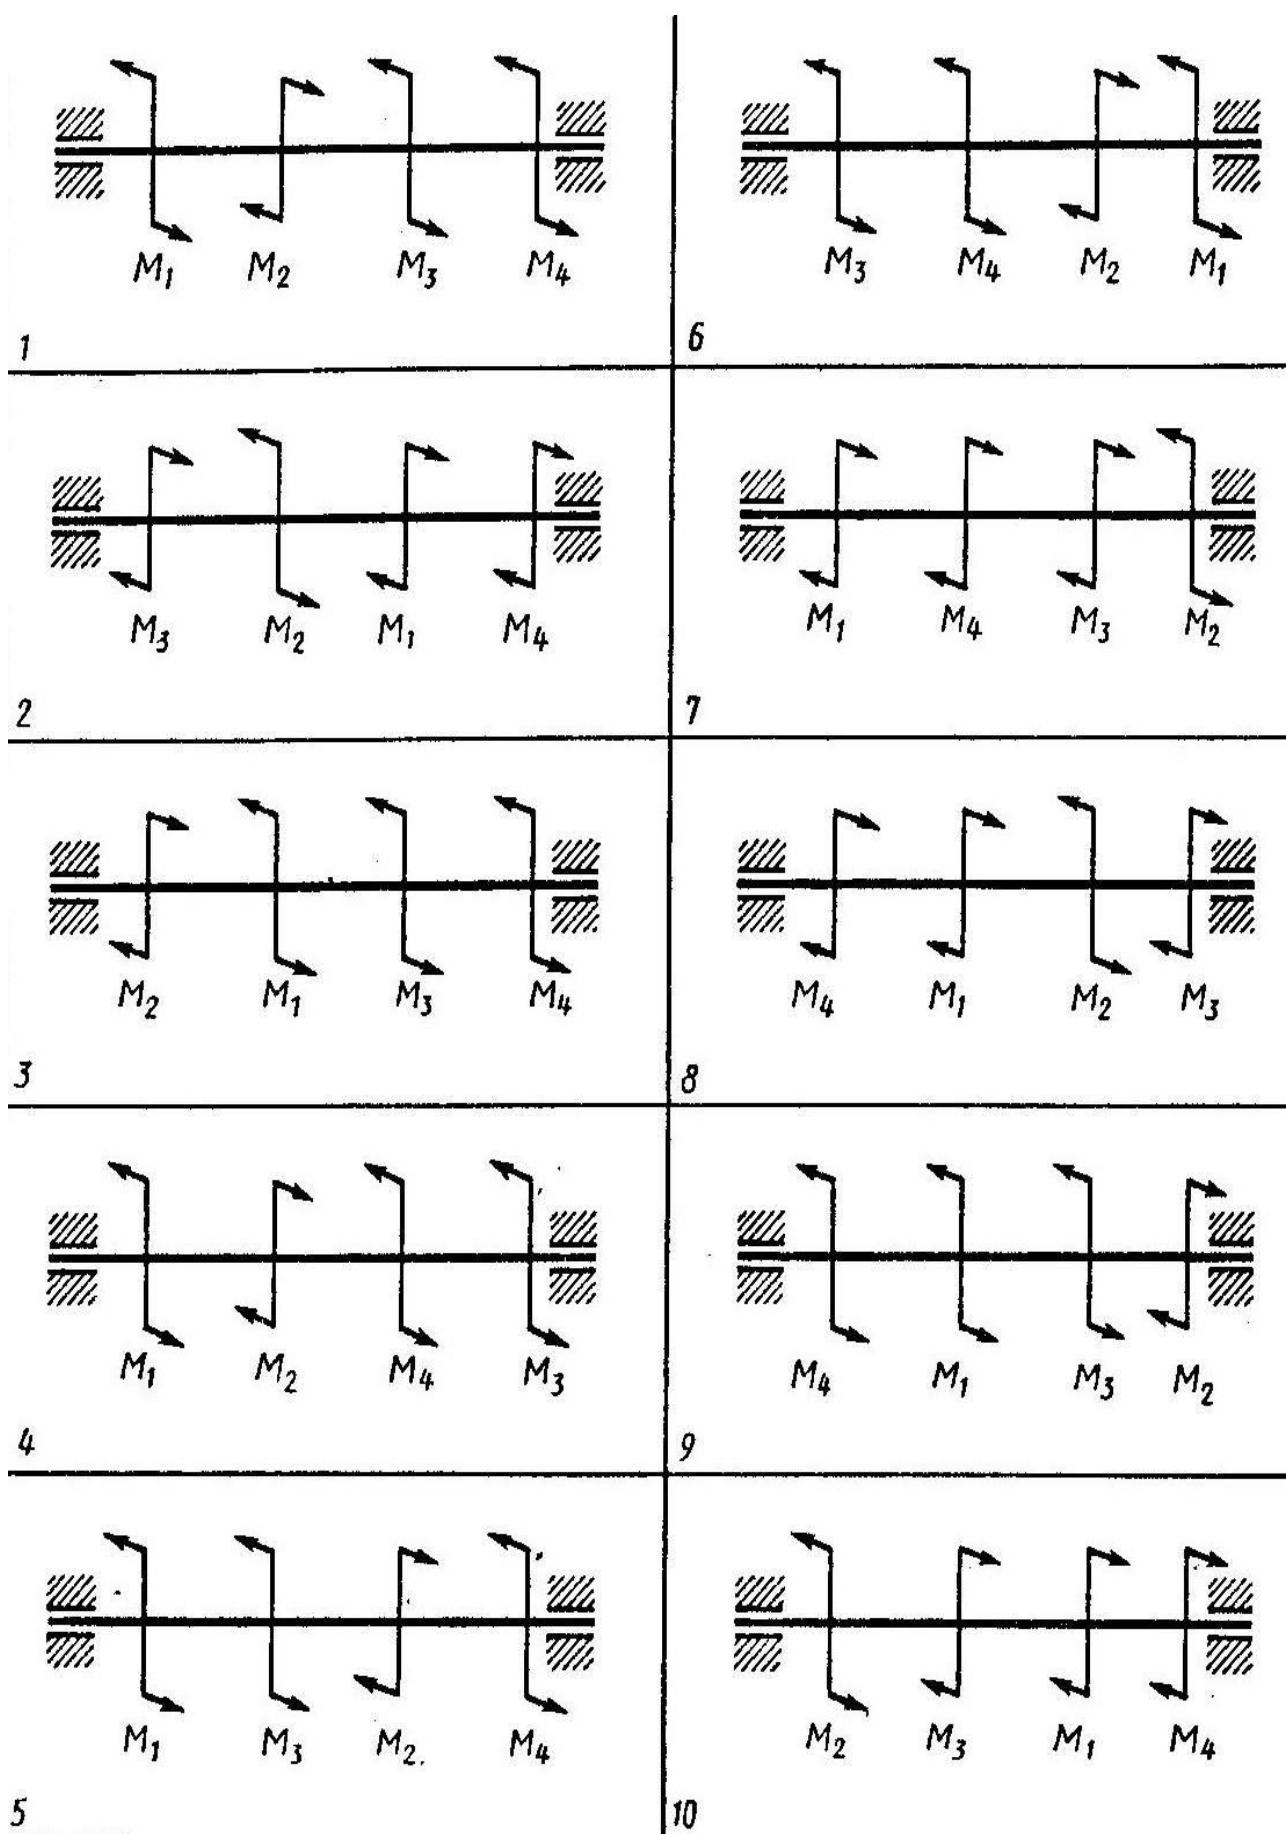 M₁ M₂ M₃ M₄
1
M₃ M₄ M₂ M₁
6
M₃ M₂ M₁ M₄
2
M₁ M₄ M₃ M₂
7
M₂ M₁ M₃ M₄
3
M₄ M₁ M₂ M₃
8
M₁ M₂ M₄ M₃
4
M₄ M₁ M₃ M₂
9
M₁ M₃ M₂. M₄
5
M₂ M₃ M₁ M₄
10